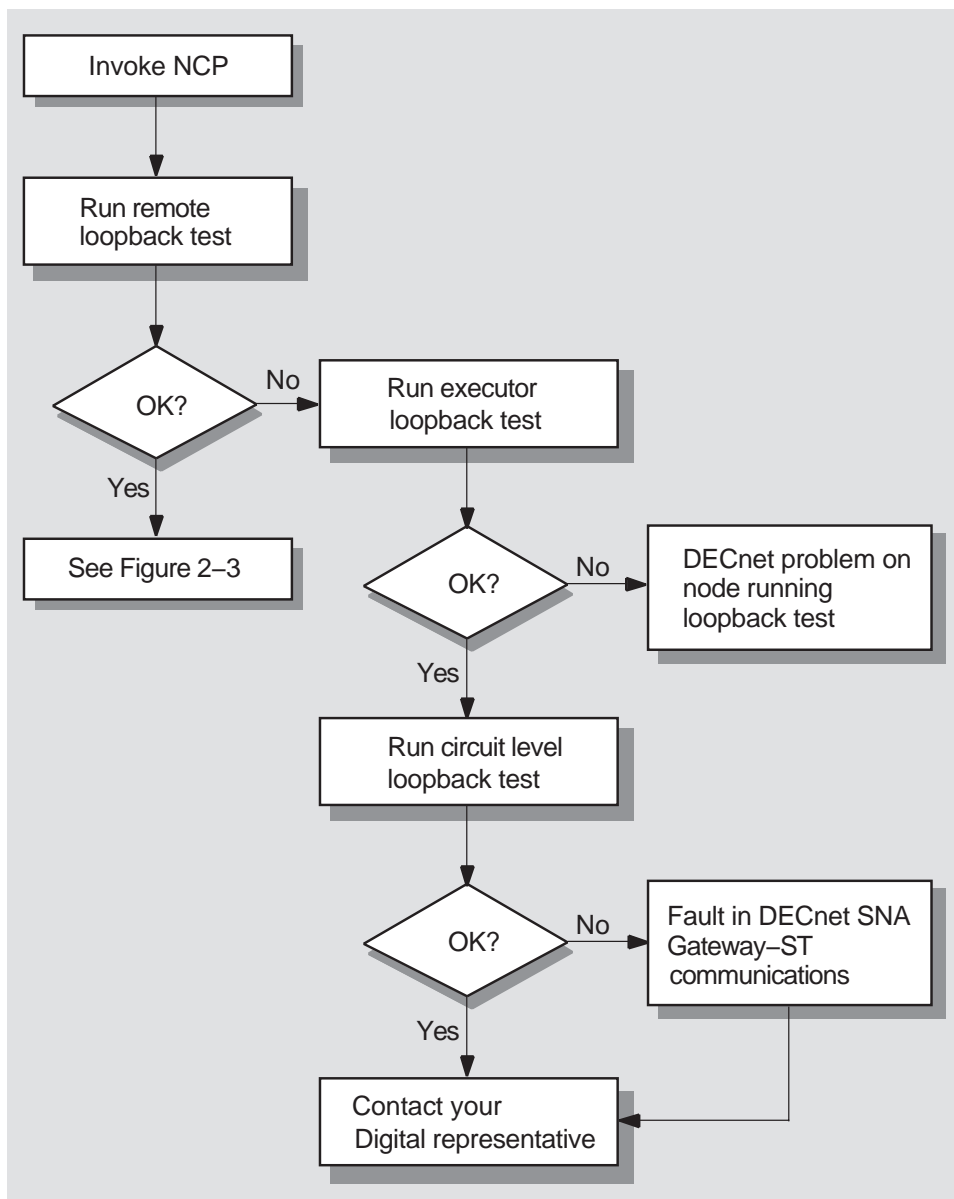 Invoke NCP
Run remote
loopback test
OK?
No
Run executor
loopback test
Yes
See Figure 2–3
OK?
No
DECnet problem on
node running
loopback test
Yes
Run circuit level
loopback test
OK?
No
Fault in DECnet SNA
Gateway–ST
communications
Yes
Contact your
Digital representative